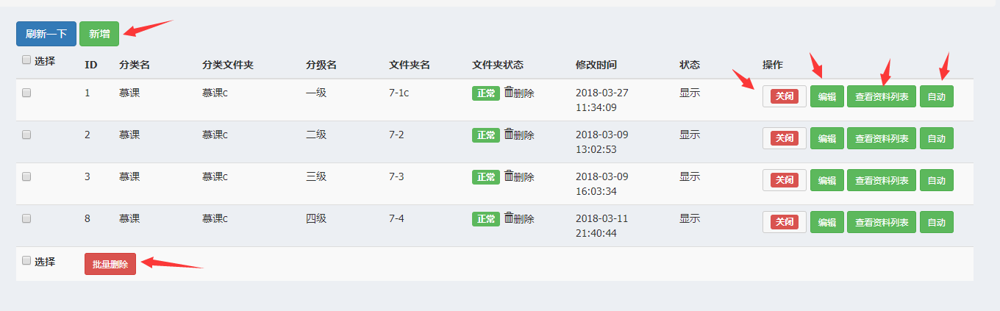 刷新一下 新增
选择 ID 分类名 分类文件夹 分级名 文件夹名 文件夹状态 修改时间 状态 操作
1 慕课 慕课c 一级 7-1c 正常 删除 2018-03-27 显示 关闭 编辑 查看资料列表 自动
11:34:09
2 慕课 慕课c 二级 7-2 正常 删除 2018-03-09 显示 关闭 编辑 查看资料列表 自动
13:02:53
3 慕课 慕课c 三级 7-3 正常 删除 2018-03-09 显示 关闭 编辑 查看资料列表 自动
16:03:34
8 慕课 慕课c 四级 7-4 正常 删除 2018-03-11 显示 关闭 编辑 查看资料列表 自动
21:40:44
选择 批量删除